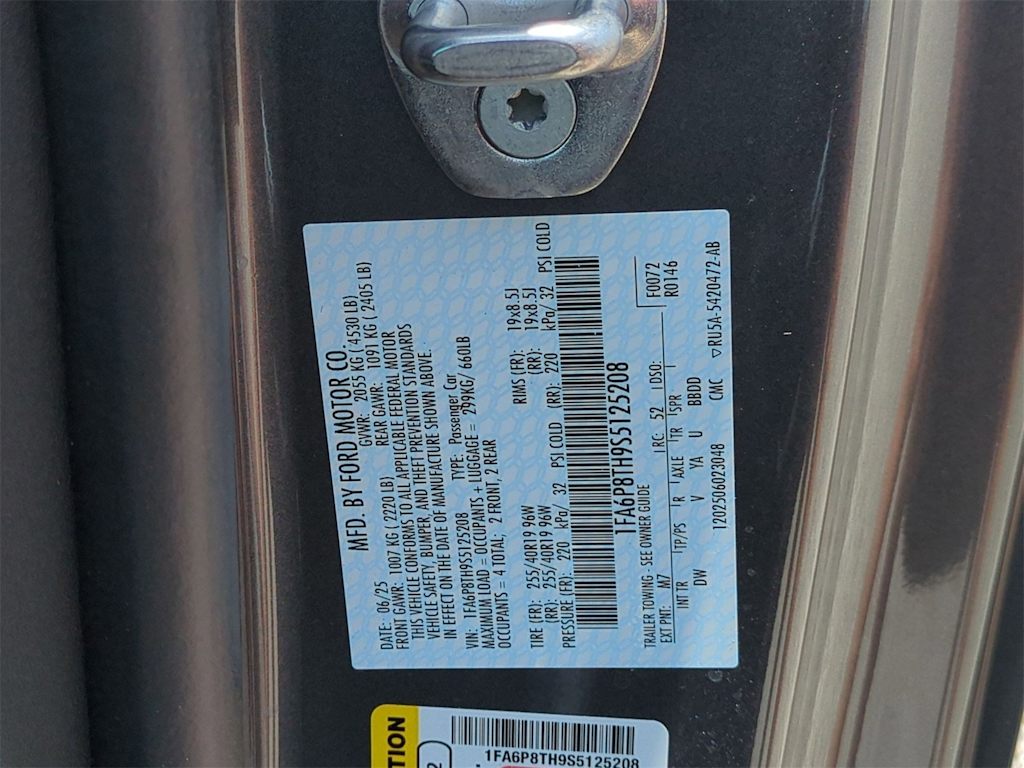 MFD. BY FORD MOTOR CO.
DATE: 06/25 GVWR: 2055 KG ( 4530 LB)
FRONT GAWR: 1007 KG ( 2220 LB) REAR GAWR: 1091 KG ( 2405 LB)
THIS VEHICLE CONFORMS TO ALL APPLICABLE FEDERAL MOTOR
VEHICLE SAFETY, BUMPER, AND THEFT PREVENTION STANDARDS
IN EFFECT ON THE DATE OF MANUFACTURE SHOWN ABOVE.
VIN: 1FA6P8TH9S5125208 TYPE: Passenger Car
MAXIMUM LOAD = OCCUPANTS + LUGGAGE = 299KG/ 660LB
OCCUPANTS = 4 TOTAL; 2 FRONT, 2 REAR
TIRE (FR): 255/40R19 96W RIMS (FR): 19x8.5J
(RR): 255/40R19 96W (RR): 19x8.5J
PRESSURE (FR): 220 kPa/ 32 PSI COLD (RR): 220 kPa/ 32 PSI COLD
1FA6P8TH9S5125208
TRAILER TOWING - SEE OWNER GUIDE F0072
EXT PNT: M7 RC: 52 DSO: R0146
INT TR TP/PS R AXLE TR SPR
DW V YA U BBDD
1202506023048 CMC ▽RU5A-5420472-AB
TION
1FA6P8TH9S5125208